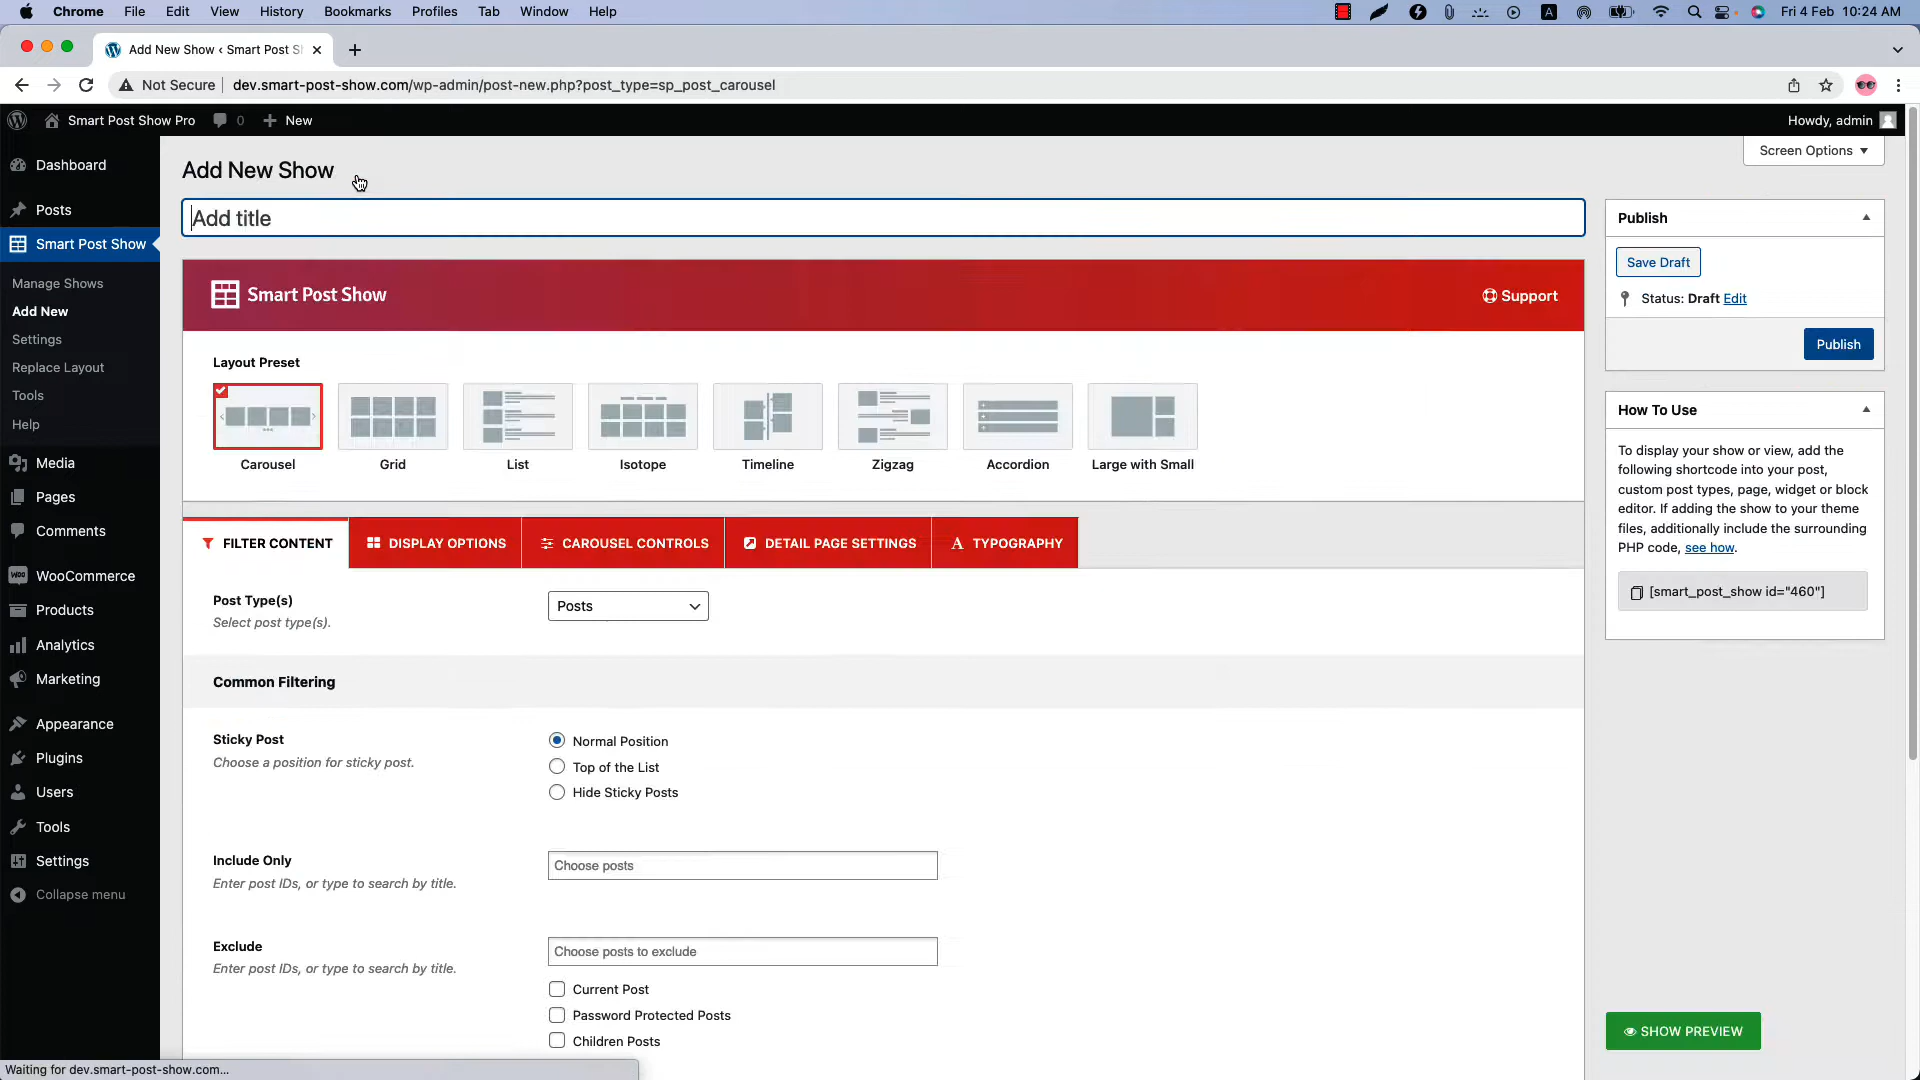 Chrome File Edit View History Bookmarks Profiles Tab Window Help
A
Fri 4 Feb 10:24 AM
Add New Show ‹ Smart Post S
Not Secure dev.smart-post-show.com/wp-admin/post-new.php?post_type=sp_post_carousel
Smart Post Show Pro 0 New
Howdy, admin
Screen Options
Dashboard
Posts
Smart Post Show
Manage Shows
Add New
Settings
Replace Layout
Tools
Help
Media
Pages
Comments
WooCommerce
Products
Analytics
Marketing
Appearance
Plugins
Users
Tools
Settings
Collapse menu
Add New Show
Add title
Smart Post Show
Support
Layout Preset
Carousel Grid List Isotope Timeline Zigzag Accordion Large with Small
FILTER CONTENT DISPLAY OPTIONS CAROUSEL CONTROLS DETAIL PAGE SETTINGS TYPOGRAPHY
Post Type(s)
Select post type(s).
Posts
Common Filtering
Sticky Post
Choose a position for sticky post.
Normal Position
Top of the List
Hide Sticky Posts
Include Only
Enter post IDs, or type to search by title.
Choose posts
Exclude
Enter post IDs, or type to search by title.
Choose posts to exclude
Current Post
Password Protected Posts
Children Posts
Publish
Save Draft
Status: Draft Edit
Publish
How To Use
To display your show or view, add the
following shortcode into your post,
custom post types, page, widget or block
editor. If adding the show to your theme
files, additionally include the surrounding
PHP code, see how.
[smart_post_show id="460"]
SHOW PREVIEW
Waiting for dev.smart-post-show.com...